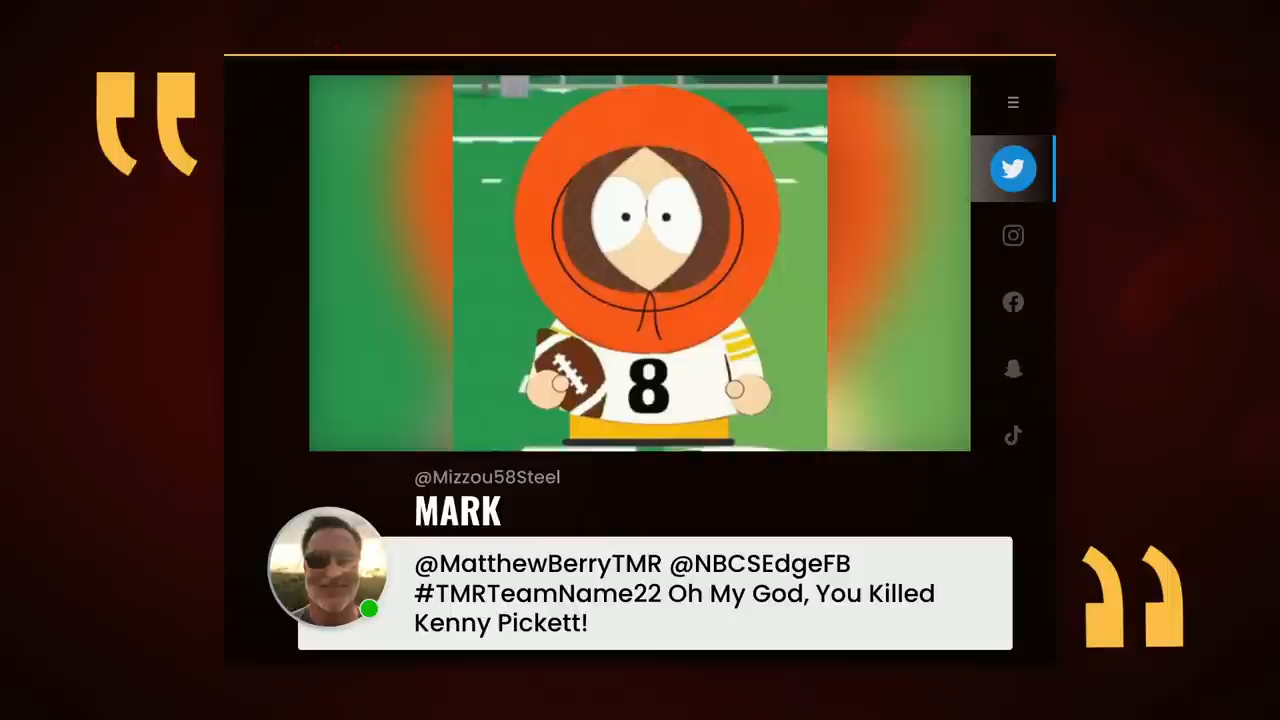 8
@Mizzou58Steel
MARK
@MatthewBerryTMR @NBCSEdgeFB
#TMRTeamName22 Oh My God, You Killed
Kenny Pickett!